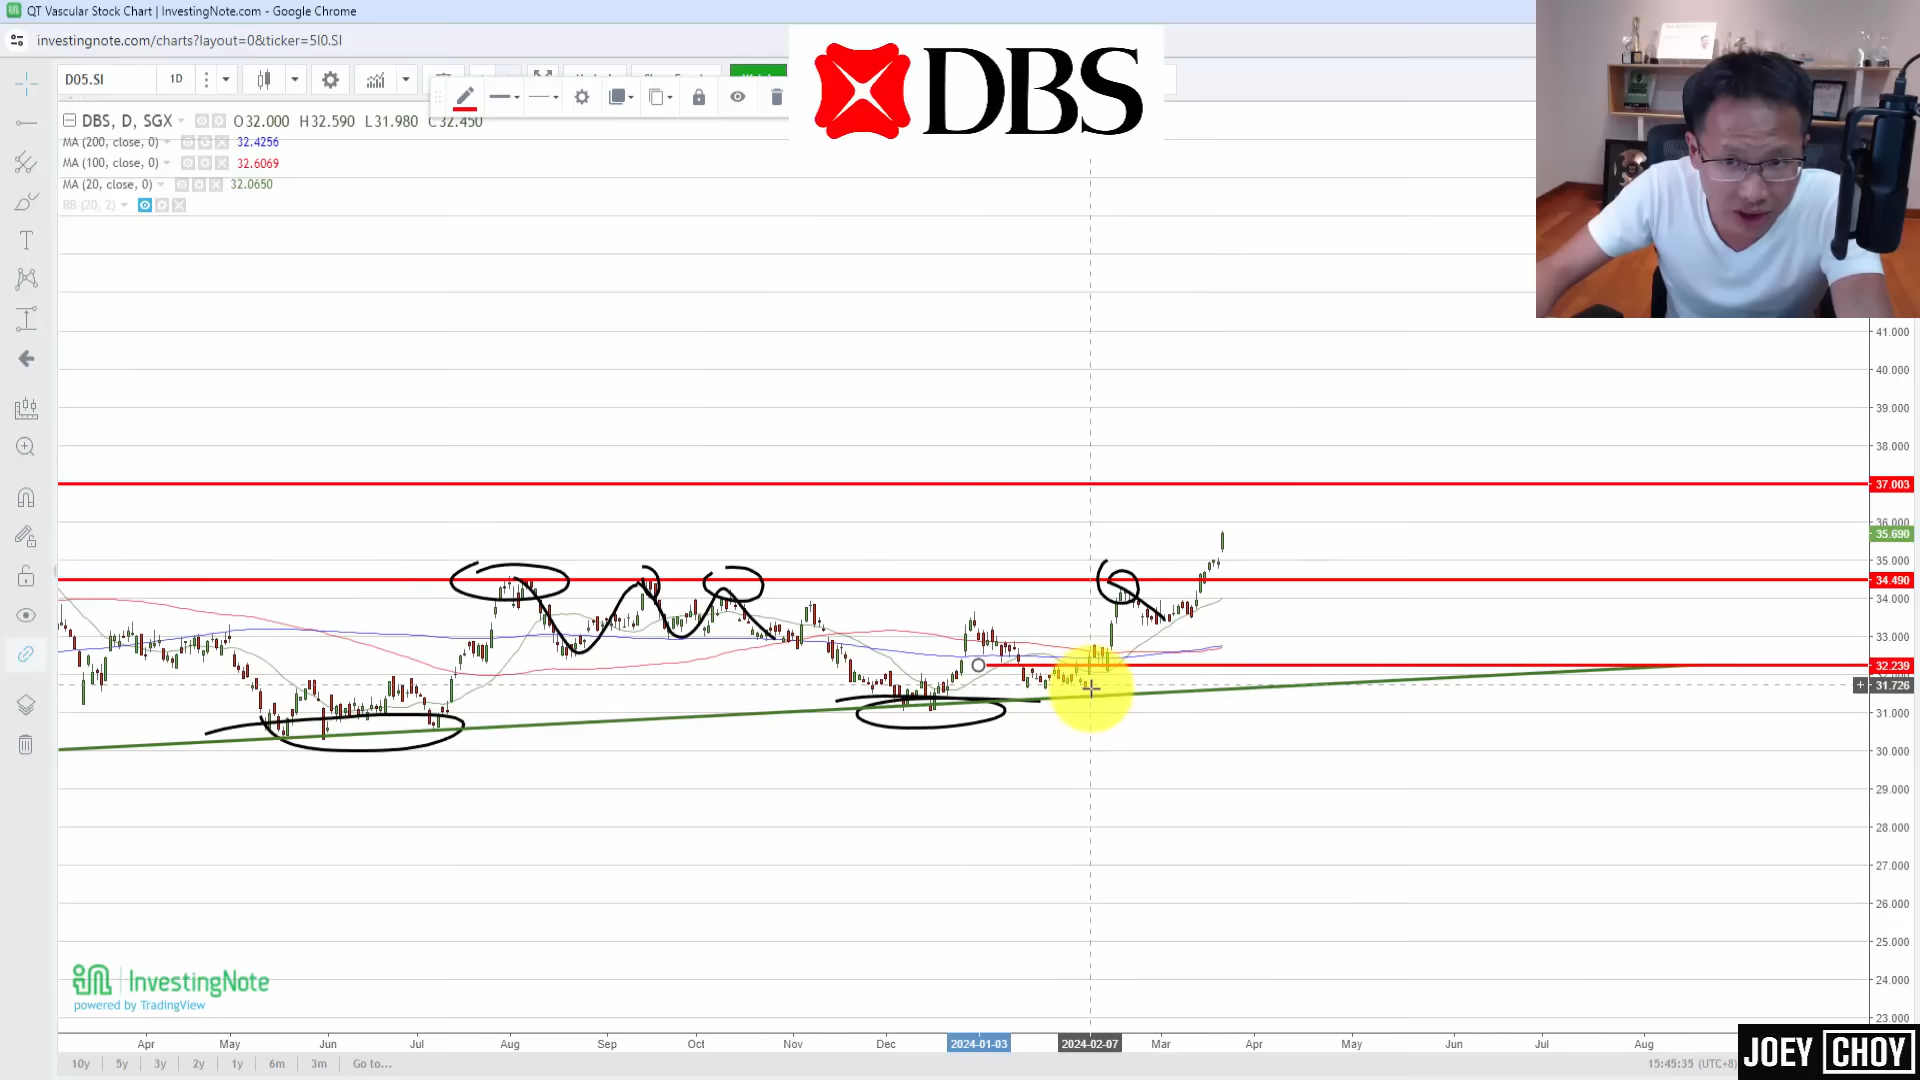 QT Vascular Stock Chart | InvestingNote.com - Google Chrome
investingnote.com/charts?layout=0&ticker=5I0.SI
D05.SI 1D
DBS
DBS, D, SGX O32.000 H32.590 L31.980 C32.450
MA (200, close, 0) 32.4256
MA (100, close, 0) 32.6069
MA (20, close, 0) 32.0650
BB (20, 2)
41.000
40.000
39.000
38.000
37.003
36.000
35.690
35.000
34.490
34.000
33.000
32.239
31.726
31.000
30.000
29.000
28.000
27.000
26.000
25.000
24.000
23.000
InvestingNote
powered by TradingView
Apr May Jun Jul Aug Sep Oct Nov Dec 2024-01-03 2024-02-07 Mar Apr May Jun Jul Aug
10y 5y 3y 2y 1y 6m 3m Go to... 15:45:35 (UTC+8)
JOEY CHOY